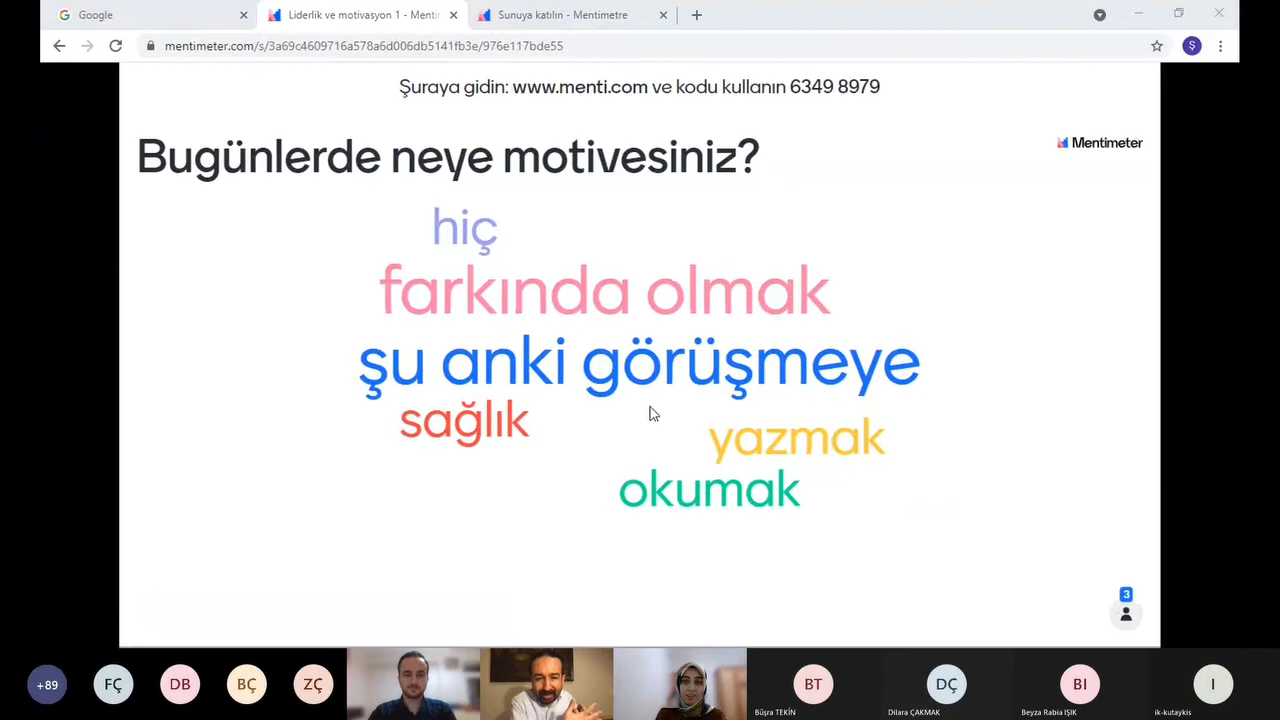 Google
Liderlik ve motivasyon 1 - Menti
Sunuya katılın - Mentimetre
mentimeter.com/s/3a69c4609716a578a6d006db5141fb3e/976e117bde55
Ş
Şuraya gidin: www.menti.com ve kodu kullanın 6349 8979
Bugünlerde neye motivesiniz?
Mentimeter
hiç
farkında olmak
şu anki görüşmeye
sağlık
yazmak
okumak
3
+89
FÇ
DB
BÇ
ZÇ
BT
DÇ
BI
I
Büşra TEKİN
Dilara ÇAKMAK
Beyza Rabia IŞIK
ik-kutaykis